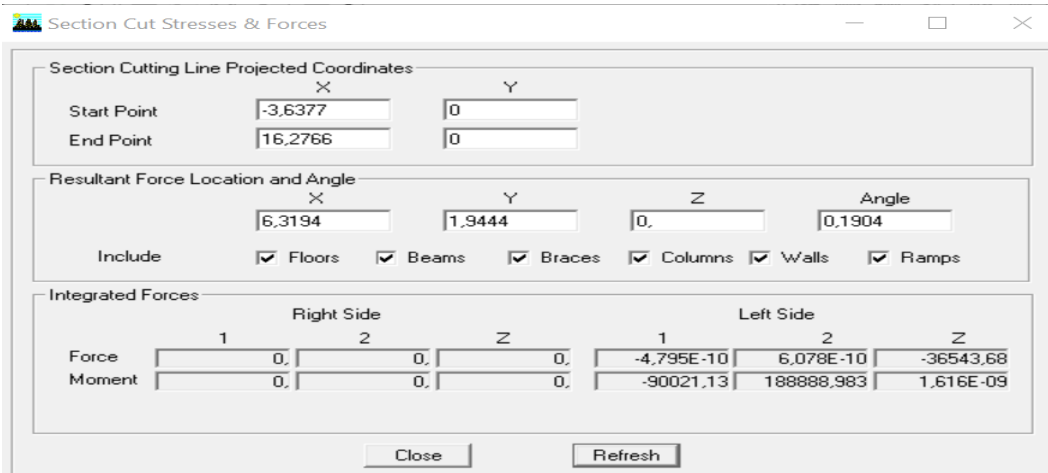 Section Cut Stresses & Forces
Section Cutting Line Projected Coordinates
X Y
Start Point -3,6377 0
End Point 16,2766 0
Resultant Force Location and Angle
X Y Z Angle
6,3194 1,9444 0, 0,1904
Include Floors Beams Braces Columns Walls Ramps
Integrated Forces
Right Side Left Side
1 2 Z 1 2 Z
Force 0, 0, 0, -4,795E-10 6,078E-10 -36543,68
Moment 0, 0, 0, -90021,13 188888,983 1,616E-09
Close Refresh